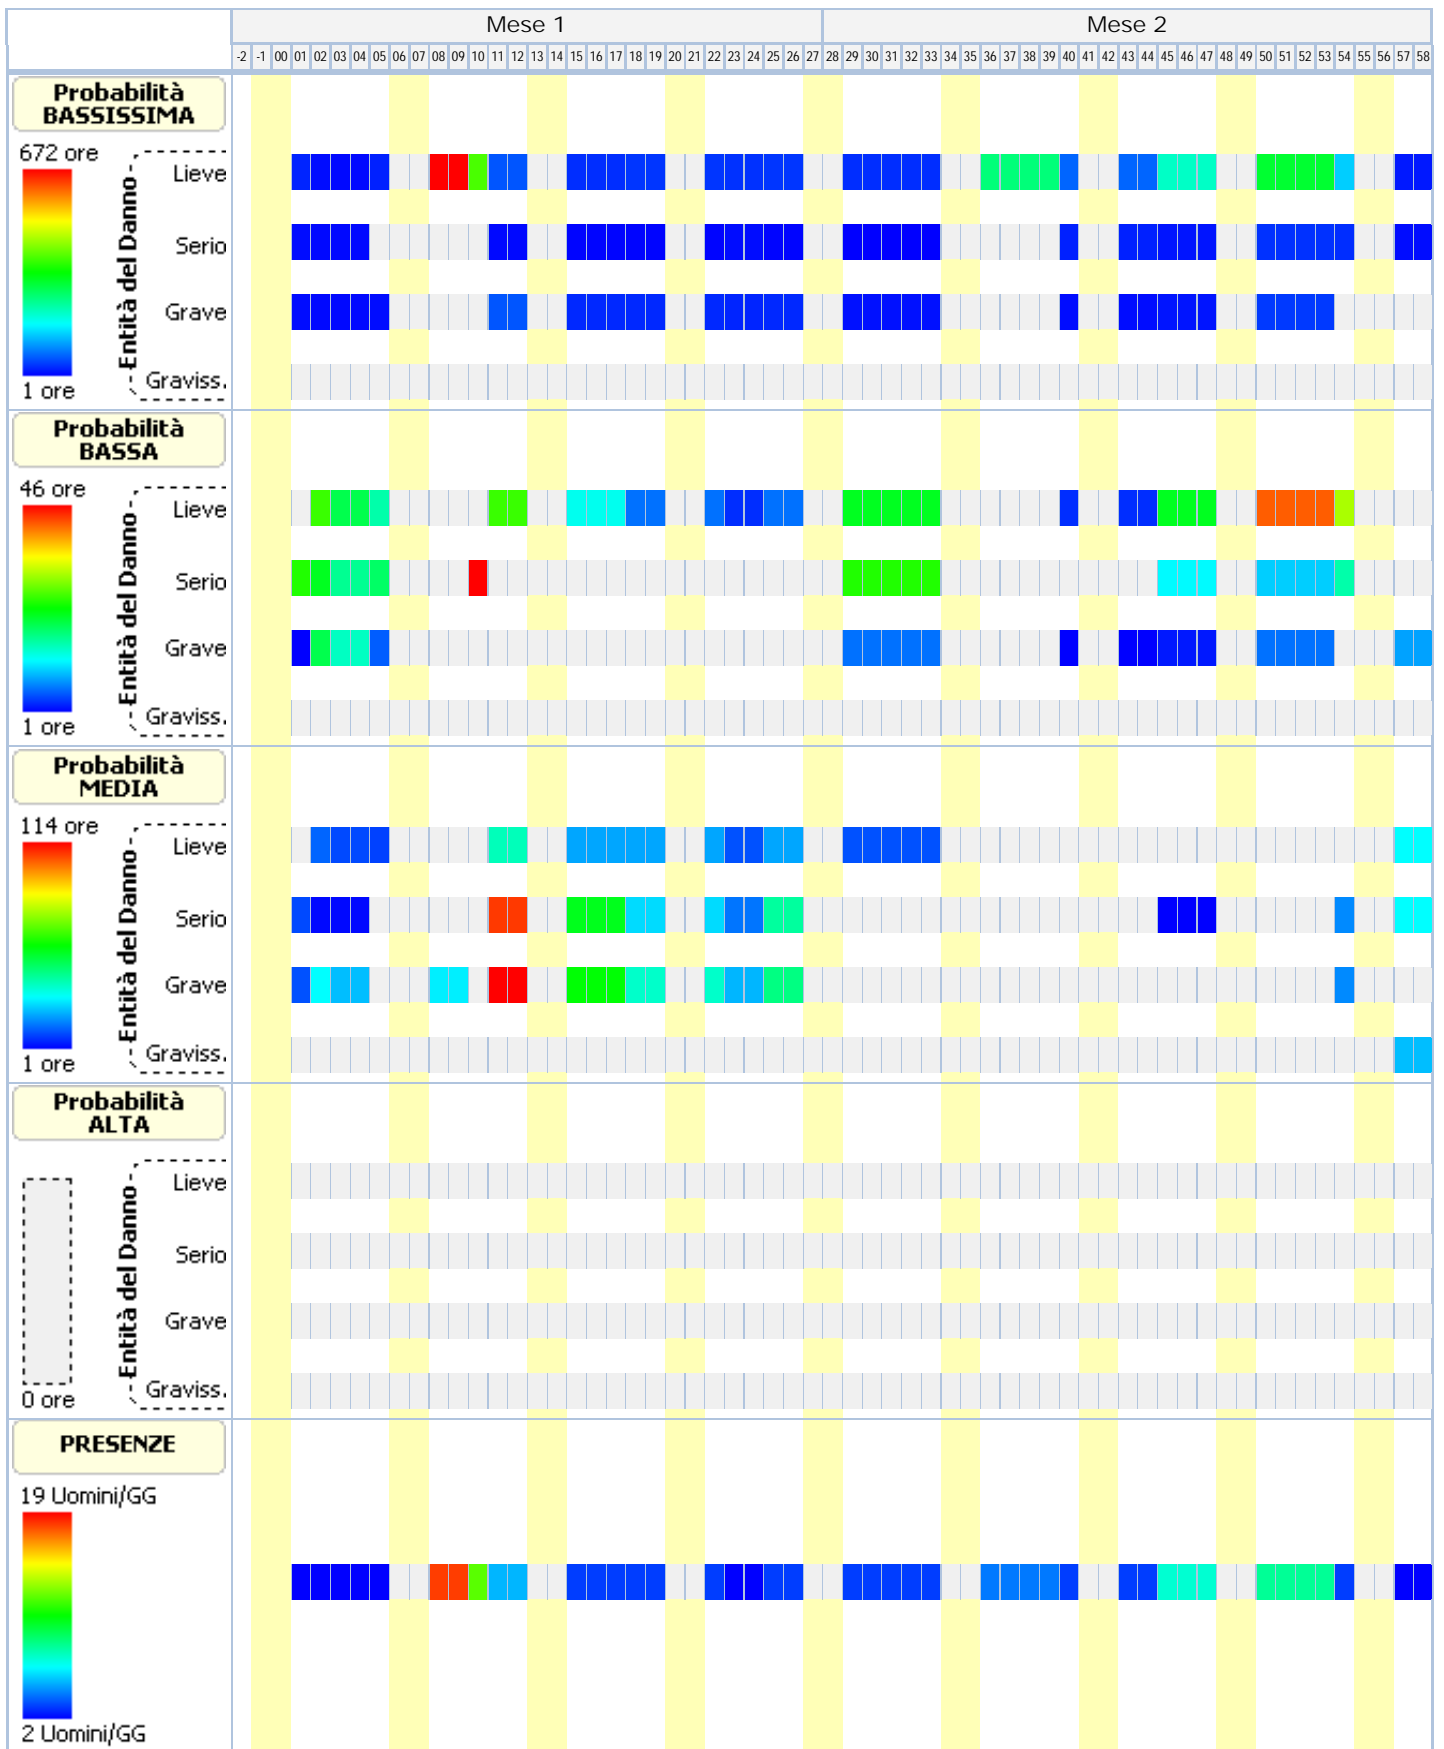 Mese 1 Mese 2
-2 -1 00 01 02 03 04 05 06 07 08 09 10 11 12 13 14 15 16 17 18 19 20 21 22 23 24 25 26 27 28 29 30 31 32 33 34 35 36 37 38 39 40 41 42 43 44 45 46 47 48 49 50 51 52 53 54 55 56 57 58
Probabilità
BASSISSIMA
672 ore
1 ore
Entità del Danno
Lieve
Serio
Grave
Graviss.
Probabilità
BASSA
46 ore
1 ore
Entità del Danno
Lieve
Serio
Grave
Graviss.
Probabilità
MEDIA
114 ore
1 ore
Entità del Danno
Lieve
Serio
Grave
Graviss.
Probabilità
ALTA
0 ore
Entità del Danno
Lieve
Serio
Grave
Graviss.
PRESENZE
19 Uomini/GG
2 Uomini/GG